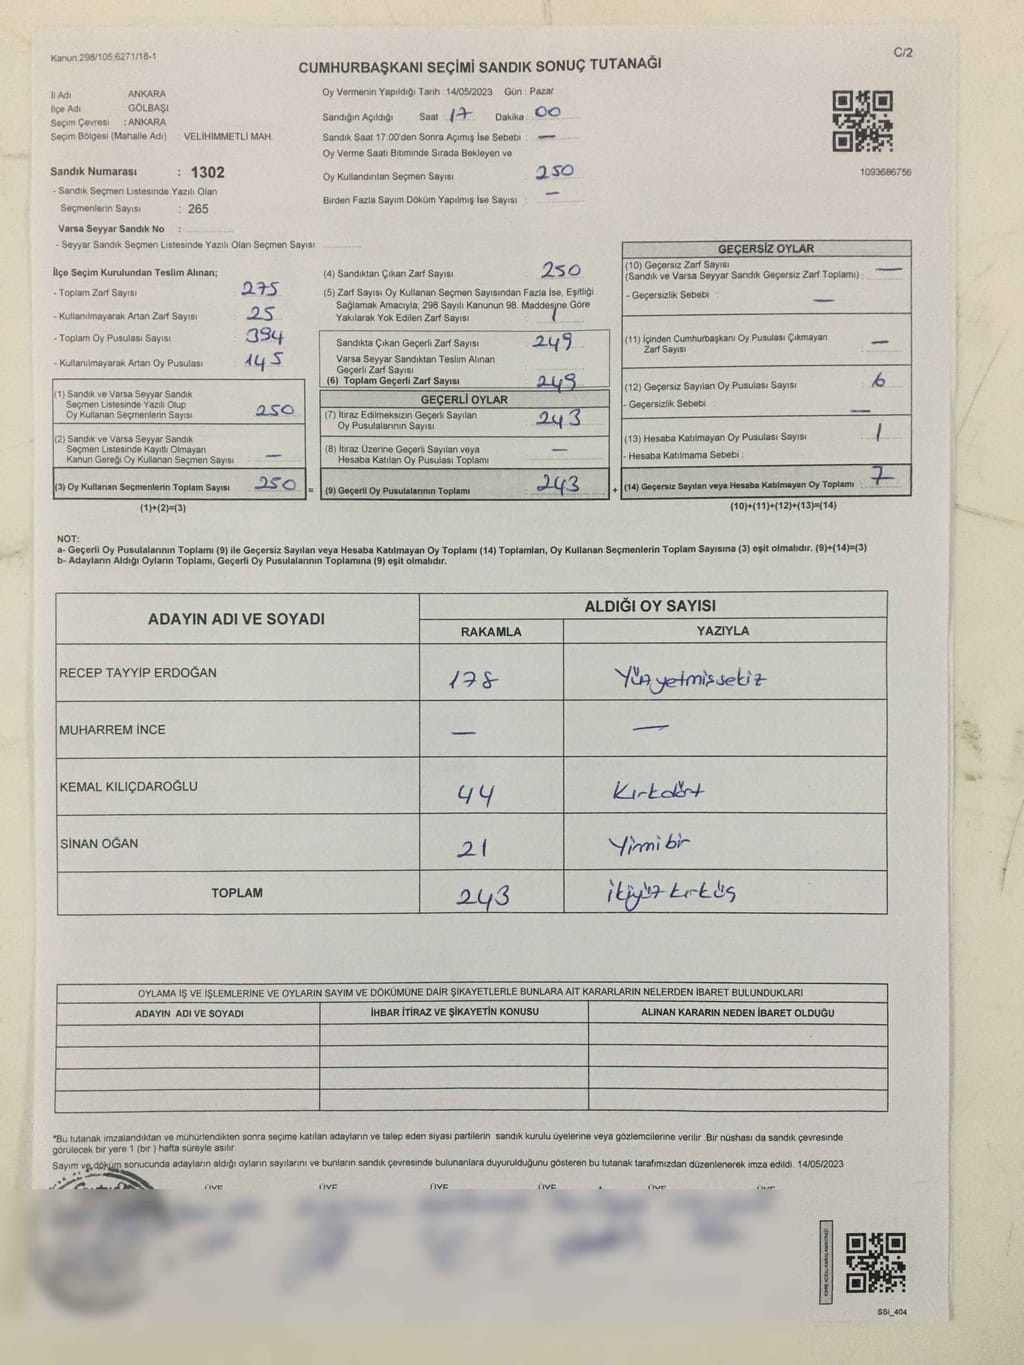 Kanun:298/105;6271/18-1
C/2
CUMHURBAŞKANI SEÇİMİ SANDIK SONUÇ TUTANAĞI
İl Adı ANKARA
İlçe Adı : GÖLBAŞI
Seçim Çevresi : ANKARA
Seçim Bölgesi (Mahalle Adı) : VELİHİMMETLİ MAH.
Sandık Numarası : 1302
- Sandık Seçmen Listesinde Yazılı Olan
Seçmenlerin Sayısı : 265
Varsa Seyyar Sandık No :
- Seyyar Sandık Seçmen Listesinde Yazılı Olan Seçmen Sayısı:
Oy Vermenin Yapıldığı Tarih : 14/05/2023 Gün : Pazar
Sandığın Açıldığı Saat 17 Dakika 00
Sandık Saat 17:00'den Sonra Açımış İse Sebebi : —
Oy Verme Saati Bitiminde Sırada Bekleyen ve
Oy Kullandırılan Seçmen Sayısı : 250
Birden Fazla Sayım Döküm Yapılmış İse Sayısı : —
1093686756
İlçe Seçim Kurulundan Teslim Alınan;
- Toplam Zarf Sayısı : 275
- Kullanılmayarak Artan Zarf Sayısı : 25
- Toplam Oy Pusulası Sayısı : 394
- Kullanılmayarak Artan Oy Pusulası : 145
(1) Sandık ve Varsa Seyyar Sandık
Seçmen Listesinde Yazılı Olup
Oy Kullanan Seçmenlerin Sayısı : 250
(2) Sandık ve Varsa Seyyar Sandık
Seçmen Listesinde Kayıtlı Olmayan
Kanun Gereği Oy Kullanan Seçmen Sayısı : —
(3) Oy Kullanan Seçmenlerin Toplam Sayısı : 250 =
(1)+(2)=(3)
(4) Sandıktan Çıkan Zarf Sayısı : 250
(5) Zarf Sayısı Oy Kullanan Seçmen Sayısından Fazla İse, Eşitliği
Sağlamak Amacıyla; 298 Sayılı Kanunun 98. Maddesine Göre
Yakılarak Yok Edilen Zarf Sayısı : 1
Sandıkta Çıkan Geçerli Zarf Sayısı : 249
Varsa Seyyar Sandıktan Teslim Alınan
Geçerli Zarf Sayısı :
(6) Toplam Geçerli Zarf Sayısı : 249
GEÇERLİ OYLAR
(7) İtiraz Edilmeksizin Geçerli Sayılan
Oy Pusulalarının Sayısı : 243
(8) İtiraz Üzerine Geçerli Sayılan veya
Hesaba Katılan Oy Pusulası Toplamı : —
(9) Geçerli Oy Pusulalarının Toplamı : 243 +
GEÇERSİZ OYLAR
(10) Geçersiz Zarf Sayısı
(Sandık ve Varsa Seyyar Sandık Geçersiz Zarf Toplamı) : —
- Geçersizlik Sebebi : —
(11) İçinden Cumhurbaşkanı Oy Pusulası Çıkmayan
Zarf Sayısı : —
(12) Geçersiz Sayılan Oy Pusulası Sayısı : 6
- Geçersizlik Sebebi : —
(13) Hesaba Katılmayan Oy Pusulası Sayısı : 1
- Hesaba Katılmama Sebebi :
(14) Geçersiz Sayılan veya Hesaba Katılmayan Oy Toplamı : 7
(10)+(11)+(12)+(13)=(14)
NOT:
a- Geçerli Oy Pusulalarının Toplamı (9) ile Geçersiz Sayılan veya Hesaba Katılmayan Oy Toplamı (14) Toplamları, Oy Kullanan Seçmenlerin Toplam Sayısına (3) eşit olmalıdır. (9)+(14)=(3)
b- Adayların Aldığı Oyların Toplamı, Geçerli Oy Pusulalarının Toplamına (9) eşit olmalıdır.
ADAYIN ADI VE SOYADI ALDIĞI OY SAYISI
RAKAMLA YAZIYLA
RECEP TAYYİP ERDOĞAN 178 Yüzyetmişsekiz
MUHARREM İNCE — —
KEMAL KILIÇDAROĞLU 44 Kırkdört
SİNAN OĞAN 21 Yirmibir
TOPLAM 243 ikiyüzkırküç
OYLAMA İŞ VE İŞLEMLERİNE VE OYLARIN SAYIM VE DÖKÜMÜNE DAİR ŞİKAYETLERLE BUNLARA AİT KARARLARIN NELERDEN İBARET BULUNDUKLARI
ADAYIN ADI VE SOYADI İHBAR İTİRAZ VE ŞİKAYETİN KONUSU ALINAN KARARIN NEDEN İBARET OLDUĞU
*Bu tutanak imzalandıktan ve mühürlendikten sonra seçime katılan adayların ve talep eden siyasi partilerin sandık kurulu üyelerine veya gözlemcilerine verilir .Bir nüshası da sandık çevresinde
görülecek bir yere 1 (bir ) hafta süreyle asılır.
Sayım ve döküm sonucunda adayların aldığı oyların sayılarını ve bunların sandık çevresinde bulunanlara duyurulduğunu gösteren bu tutanak tarafımızdan düzenlenerek imza edildi. 14/05/2023
ÜYE ÜYE ÜYE ÜYE ÜYE ÜYE
SSI_404